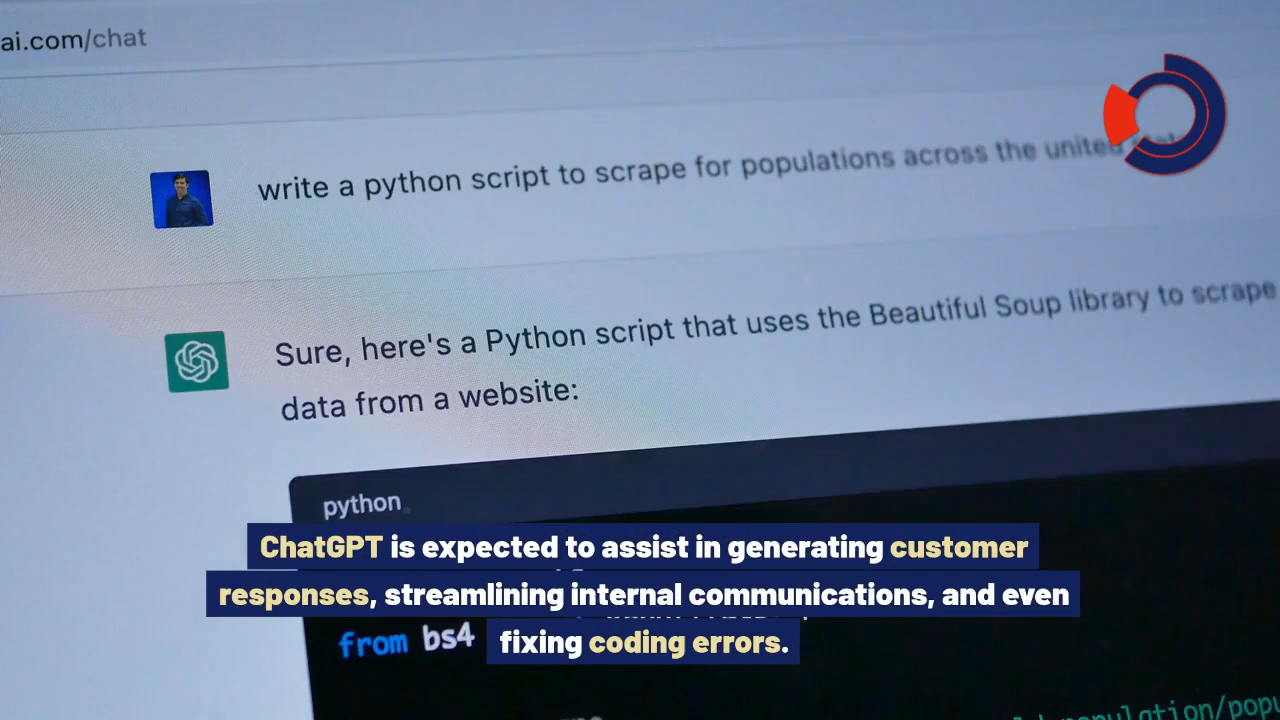 ai.com/chat
write a python script to scrape for populations across the united
Sure, here's a Python script that uses the Beautiful Soup library to scrape
data from a website:
python
ChatGPT is expected to assist in generating customer
responses, streamlining internal communications, and even
fixing coding errors.
from bs4
population/popu